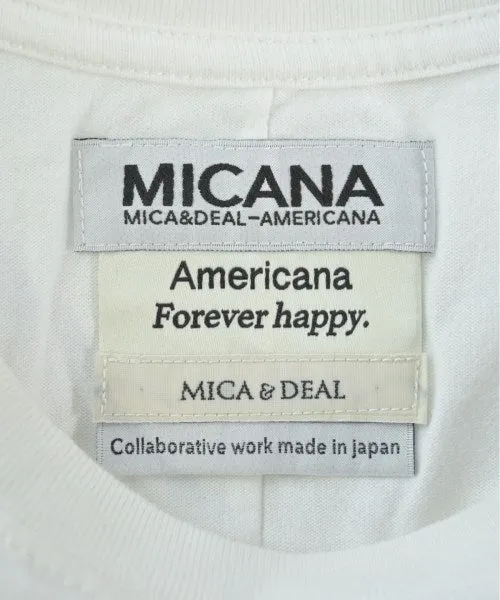 MICANA
MICA&DEAL-AMERICANA
Americana
Forever happy.
MICA & DEAL
Collaborative work made in japan